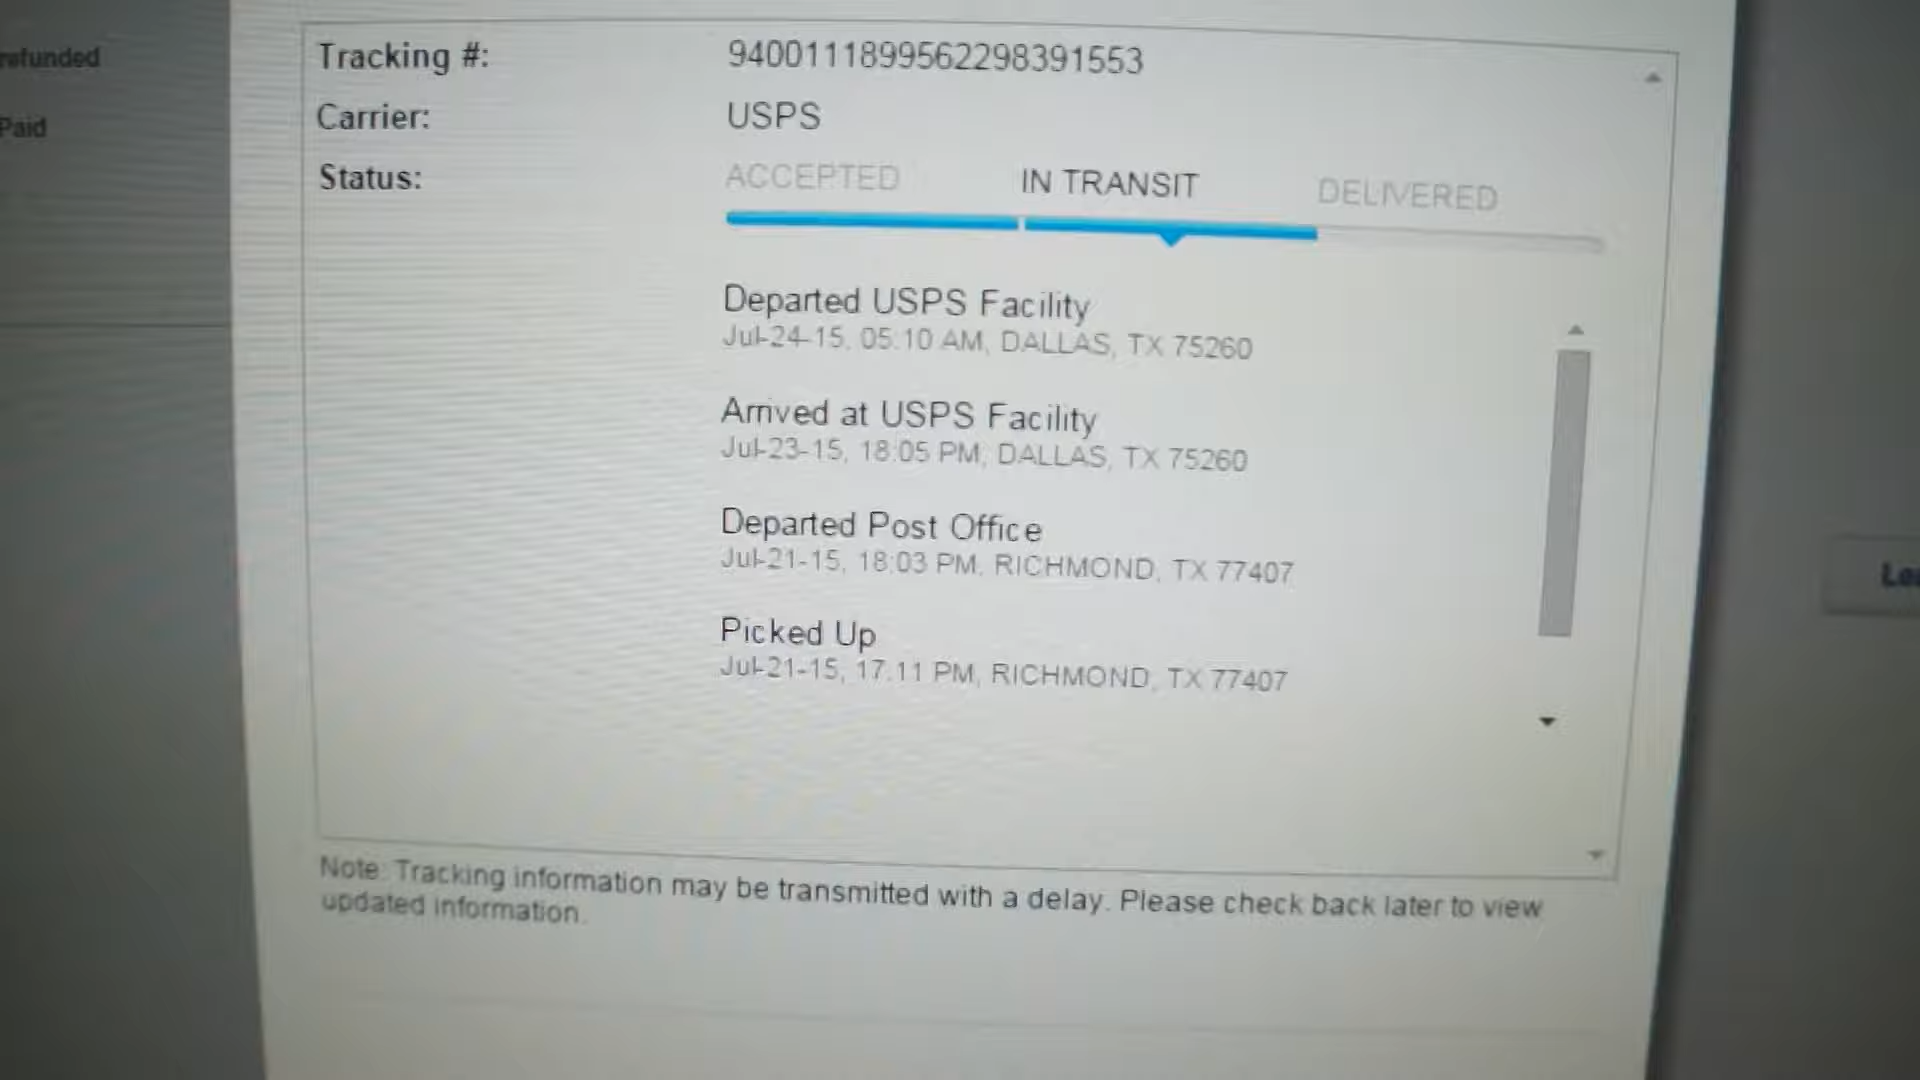 refunded
Paid
Tracking #: 9400111899562298391553
Carrier: USPS
Status: ACCEPTED IN TRANSIT DELIVERED
Departed USPS Facility
Jul-24-15, 05:10 AM, DALLAS, TX 75260
Arrived at USPS Facility
Jul-23-15, 18:05 PM, DALLAS, TX 75260
Departed Post Office
Jul-21-15, 18:03 PM, RICHMOND, TX 77407
Picked Up
Jul-21-15, 17:11 PM, RICHMOND, TX 77407
Note: Tracking information may be transmitted with a delay. Please check back later to view
updated information.